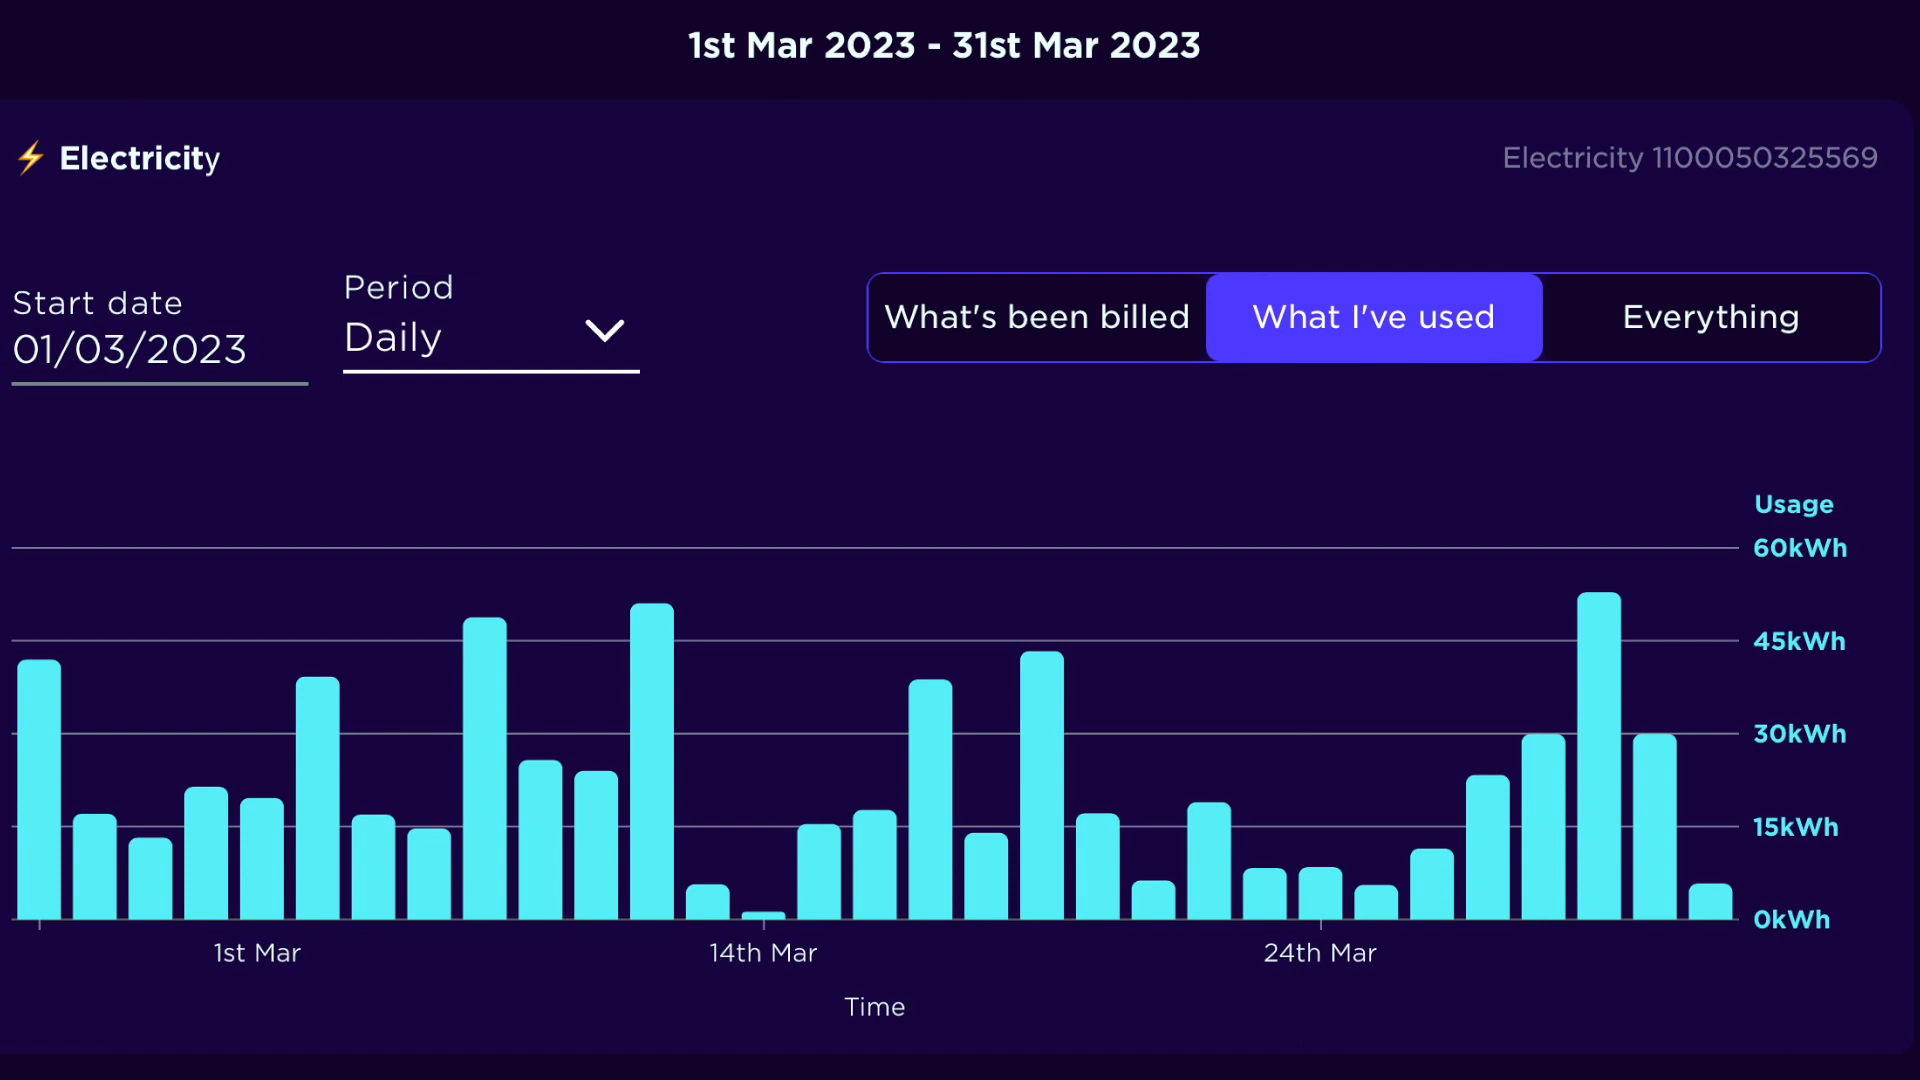 1st Mar 2023 - 31st Mar 2023
⚡ Electricity
Electricity 1100050325569
Start date
01/03/2023
Period
Daily
What's been billed
What I've used
Everything
Usage
60kWh
45kWh
30kWh
15kWh
0kWh
1st Mar
14th Mar
24th Mar
Time